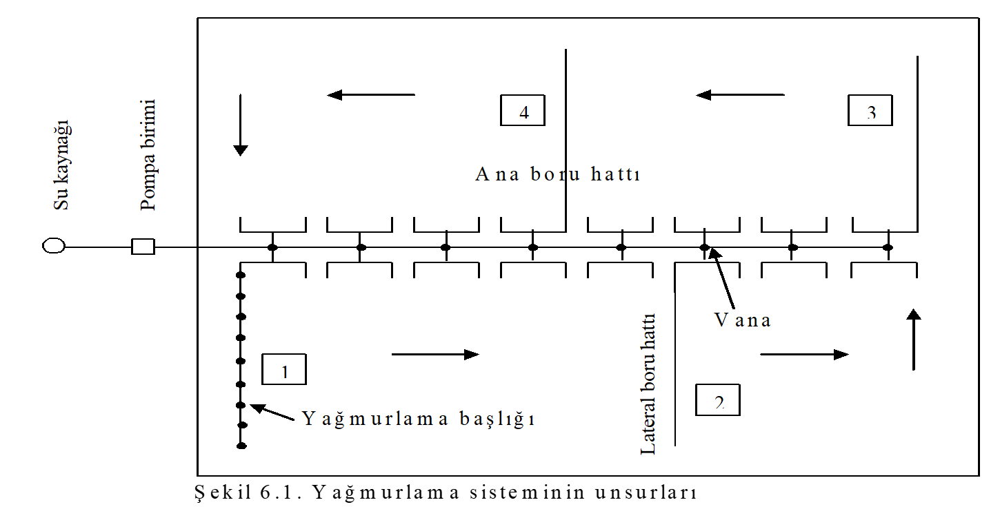 Su kaynağı
Pompa birimi
4
3
Ana boru hattı
Vana
Lateral boru hattı
1
2
Yağmurlama başlığı
Şekil 6.1. Yağmurlama sisteminin unsurları